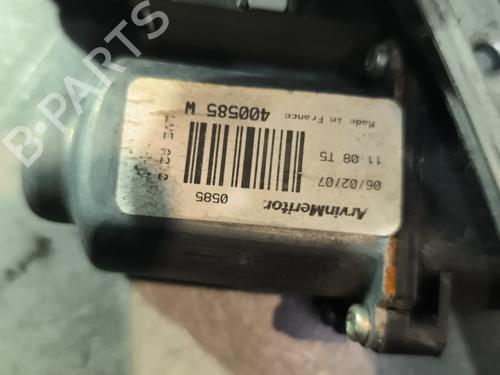 ArvinMeritor.
0585
06/02/07
11 08 T5
400585 W
Made in France
B-PARTS